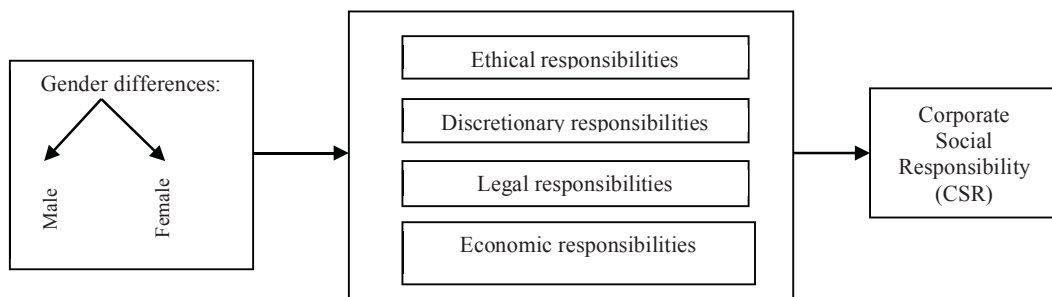 Gender differences:
Male
Female
Ethical responsibilities
Discretionary responsibilities
Legal responsibilities
Economic responsibilities
Corporate
Social
Responsibility
(CSR)